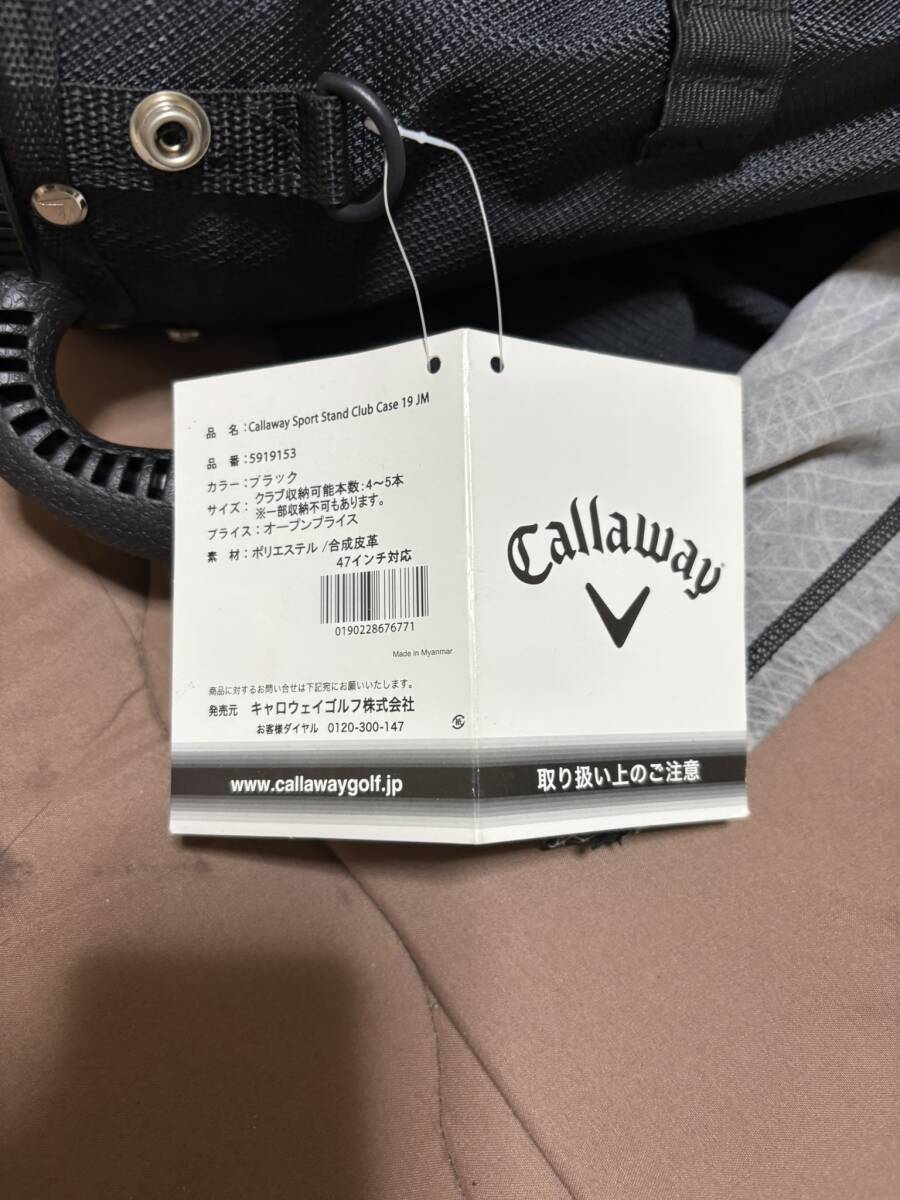 品 名：Callaway Sport Stand Club Case 19 JM
品 番：5919153
カラー：ブラック
サイズ：クラブ収納可能本数：4～5本
※一部収納不可もあります。
プライス：オープンプライス
素 材：ポリエステル/合成皮革
47インチ対応
0190228676771
Made in Myanmar
商品に対するお問い合せは下記宛にお願いいたします。
発売元 キャロウェイゴルフ株式会社
お客様ダイヤル 0120-300-147
紙
www.callawaygolf.jp
Callaway
取り扱い上のご注意